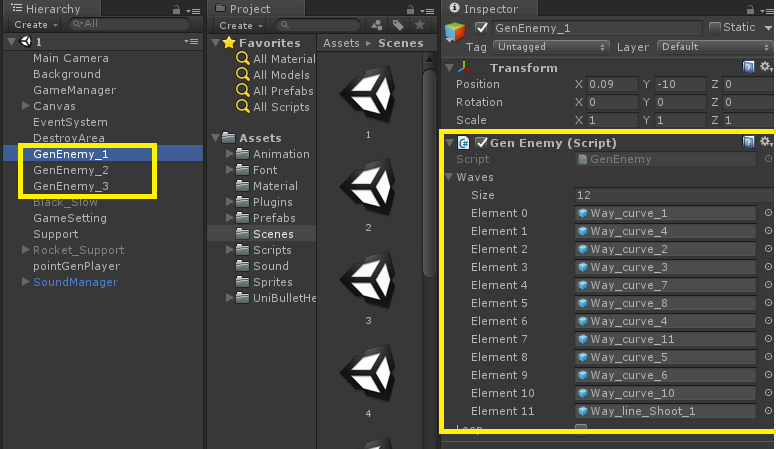 Hierarchy
Create
All
1
Main Camera
Background
GameManager
Canvas
EventSystem
DestroyArea
GenEnemy_1
GenEnemy_2
GenEnemy_3
Black_Slow
GameSetting
Support
Rocket_Support
pointGenPlayer
SoundManager
Project
Create
Favorites
All Material
All Models
All Prefabs
All Scripts
Assets
Animation
Font
Material
Plugins
Prefabs
Scenes
Scripts
Sound
Sprites
UniBulletHe
Assets Scenes
1
2
3
4
Inspector
GenEnemy_1 Static
Tag Untagged Layer Default
Transform
Position X 0.09 Y -10 Z 0
Rotation X 0 Y 0 Z 0
Scale X 1 Y 1 Z 1
Gen Enemy (Script)
Script GenEnemy
Waves
Size 12
Element 0 Way_curve_1
Element 1 Way_curve_4
Element 2 Way_curve_2
Element 3 Way_curve_3
Element 4 Way_curve_7
Element 5 Way_curve_8
Element 6 Way_curve_4
Element 7 Way_curve_11
Element 8 Way_curve_5
Element 9 Way_curve_6
Element 10 Way_curve_10
Element 11 Way_line_Shoot_1
Loop